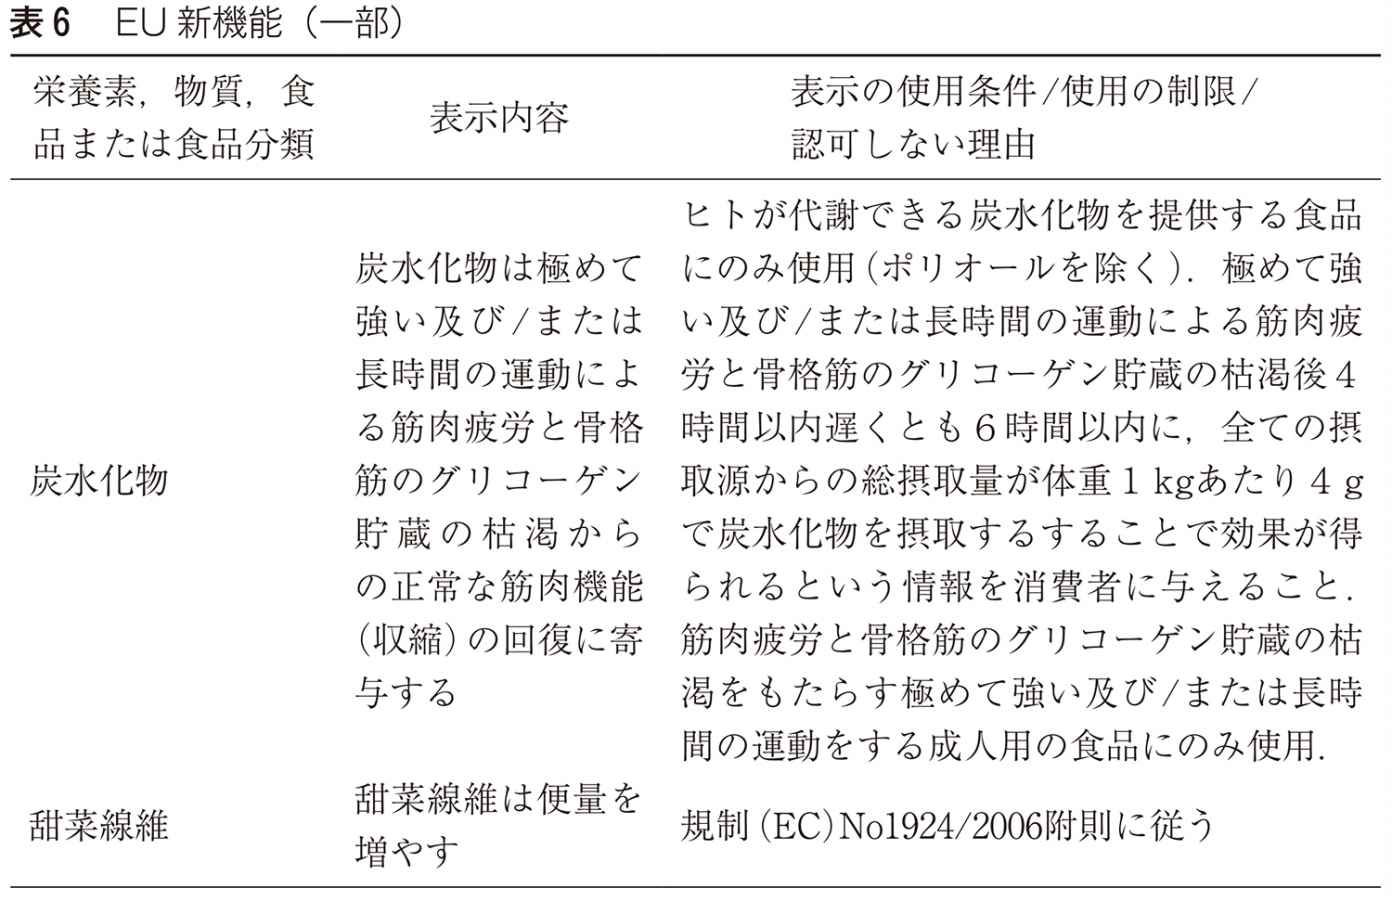 表6 EU新機能（一部）
栄養素，物質，食
品または食品分類
表示内容
表示の使用条件/使用の制限/
認可しない理由
炭水化物
炭水化物は極めて
強い及び/または
長時間の運動によ
る筋肉疲労と骨格
筋のグリコーゲン
貯蔵の枯渇から
の正常な筋肉機能
（収縮）の回復に寄
与する
ヒトが代謝できる炭水化物を提供する食品
にのみ使用（ポリオールを除く）．極めて強
い及び/または長時間の運動による筋肉疲
労と骨格筋のグリコーゲン貯蔵の枯渇後4
時間以内遅くとも6時間以内に，全ての摂
取源からの総摂取量が体重1 kgあたり4 g
で炭水化物を摂取するすることで効果が得
られるという情報を消費者に与えること．
筋肉疲労と骨格筋のグリコーゲン貯蔵の枯
渇をもたらす極めて強い及び/または長時
間の運動をする成人用の食品にのみ使用．
甜菜線維
甜菜線維は便量を
増やす
規制（EC）No1924/2006附則に従う